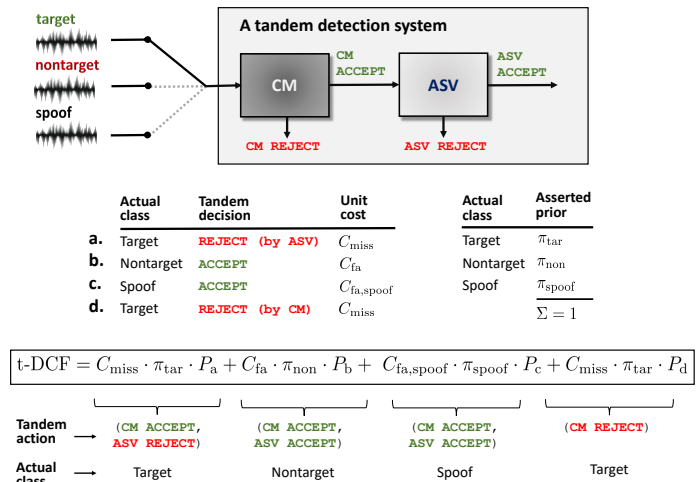 target
A tandem detection system
nontarget
CM
ACCEPT
ASV
ACCEPT
CM
ASV
spoof
CM REJECT
ASV REJECT
Actual class Tandem decision Unit cost
a. Target REJECT (by ASV) C_miss
b. Nontarget ACCEPT C_fa
c. Spoof ACCEPT C_fa,spoof
d. Target REJECT (by CM) C_miss
Actual class Asserted prior
Target π_tar
Nontarget π_non
Spoof π_spoof
Σ = 1
t-DCF = C_miss · π_tar · P_a + C_fa · π_non · P_b + C_fa,spoof · π_spoof · P_c + C_miss · π_tar · P_d
Tandem action
(CM ACCEPT,
ASV REJECT)
(CM ACCEPT,
ASV ACCEPT)
(CM ACCEPT,
ASV ACCEPT)
(CM REJECT)
Actual class Target Nontarget Spoof Target